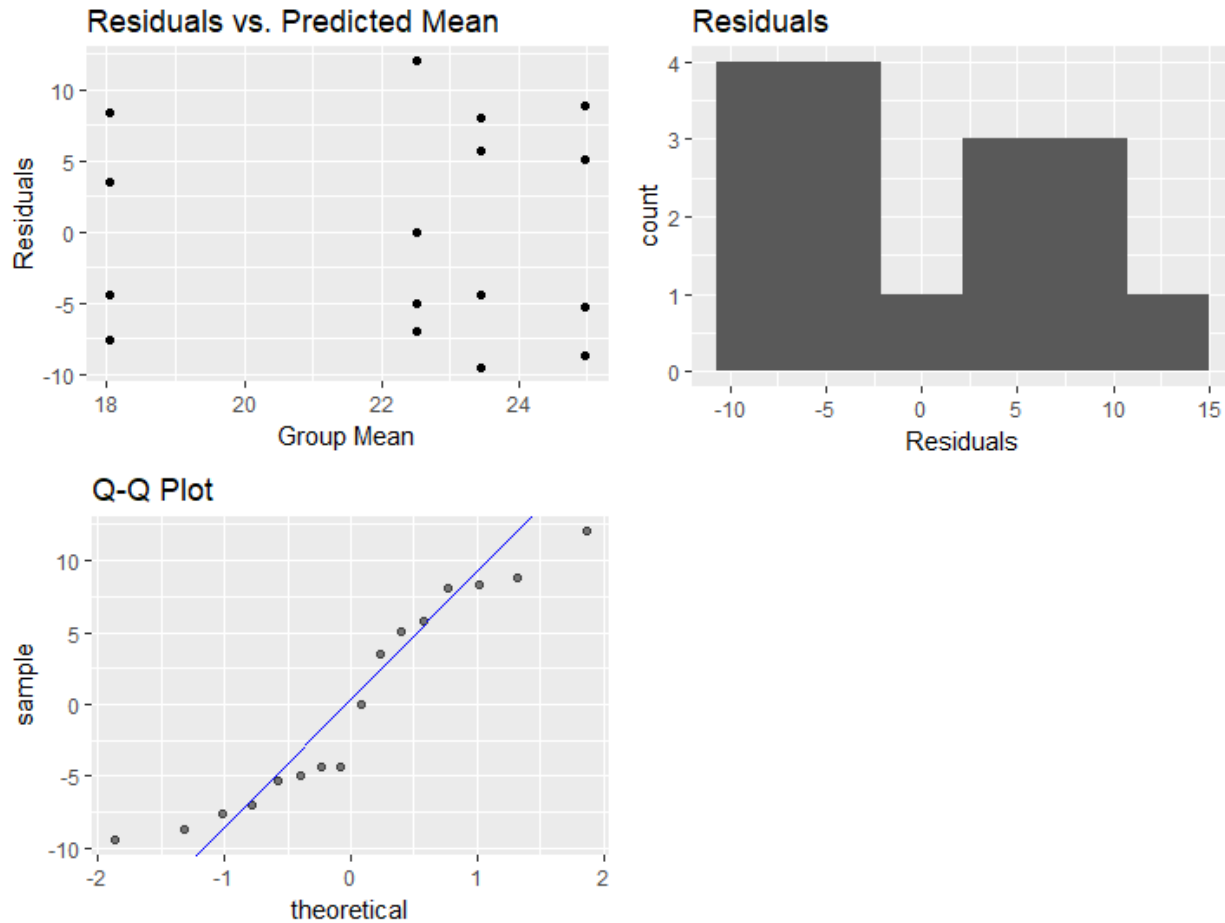 Residuals vs. Predicted Mean
10
5
0
-5
-10
Residuals
18 20 22 24
Group Mean
Residuals
4
3
2
1
0
count
-10 -5 0 5 10 15
Residuals
Q-Q Plot
10
5
0
-5
-10
sample
-2 -1 0 1 2
theoretical